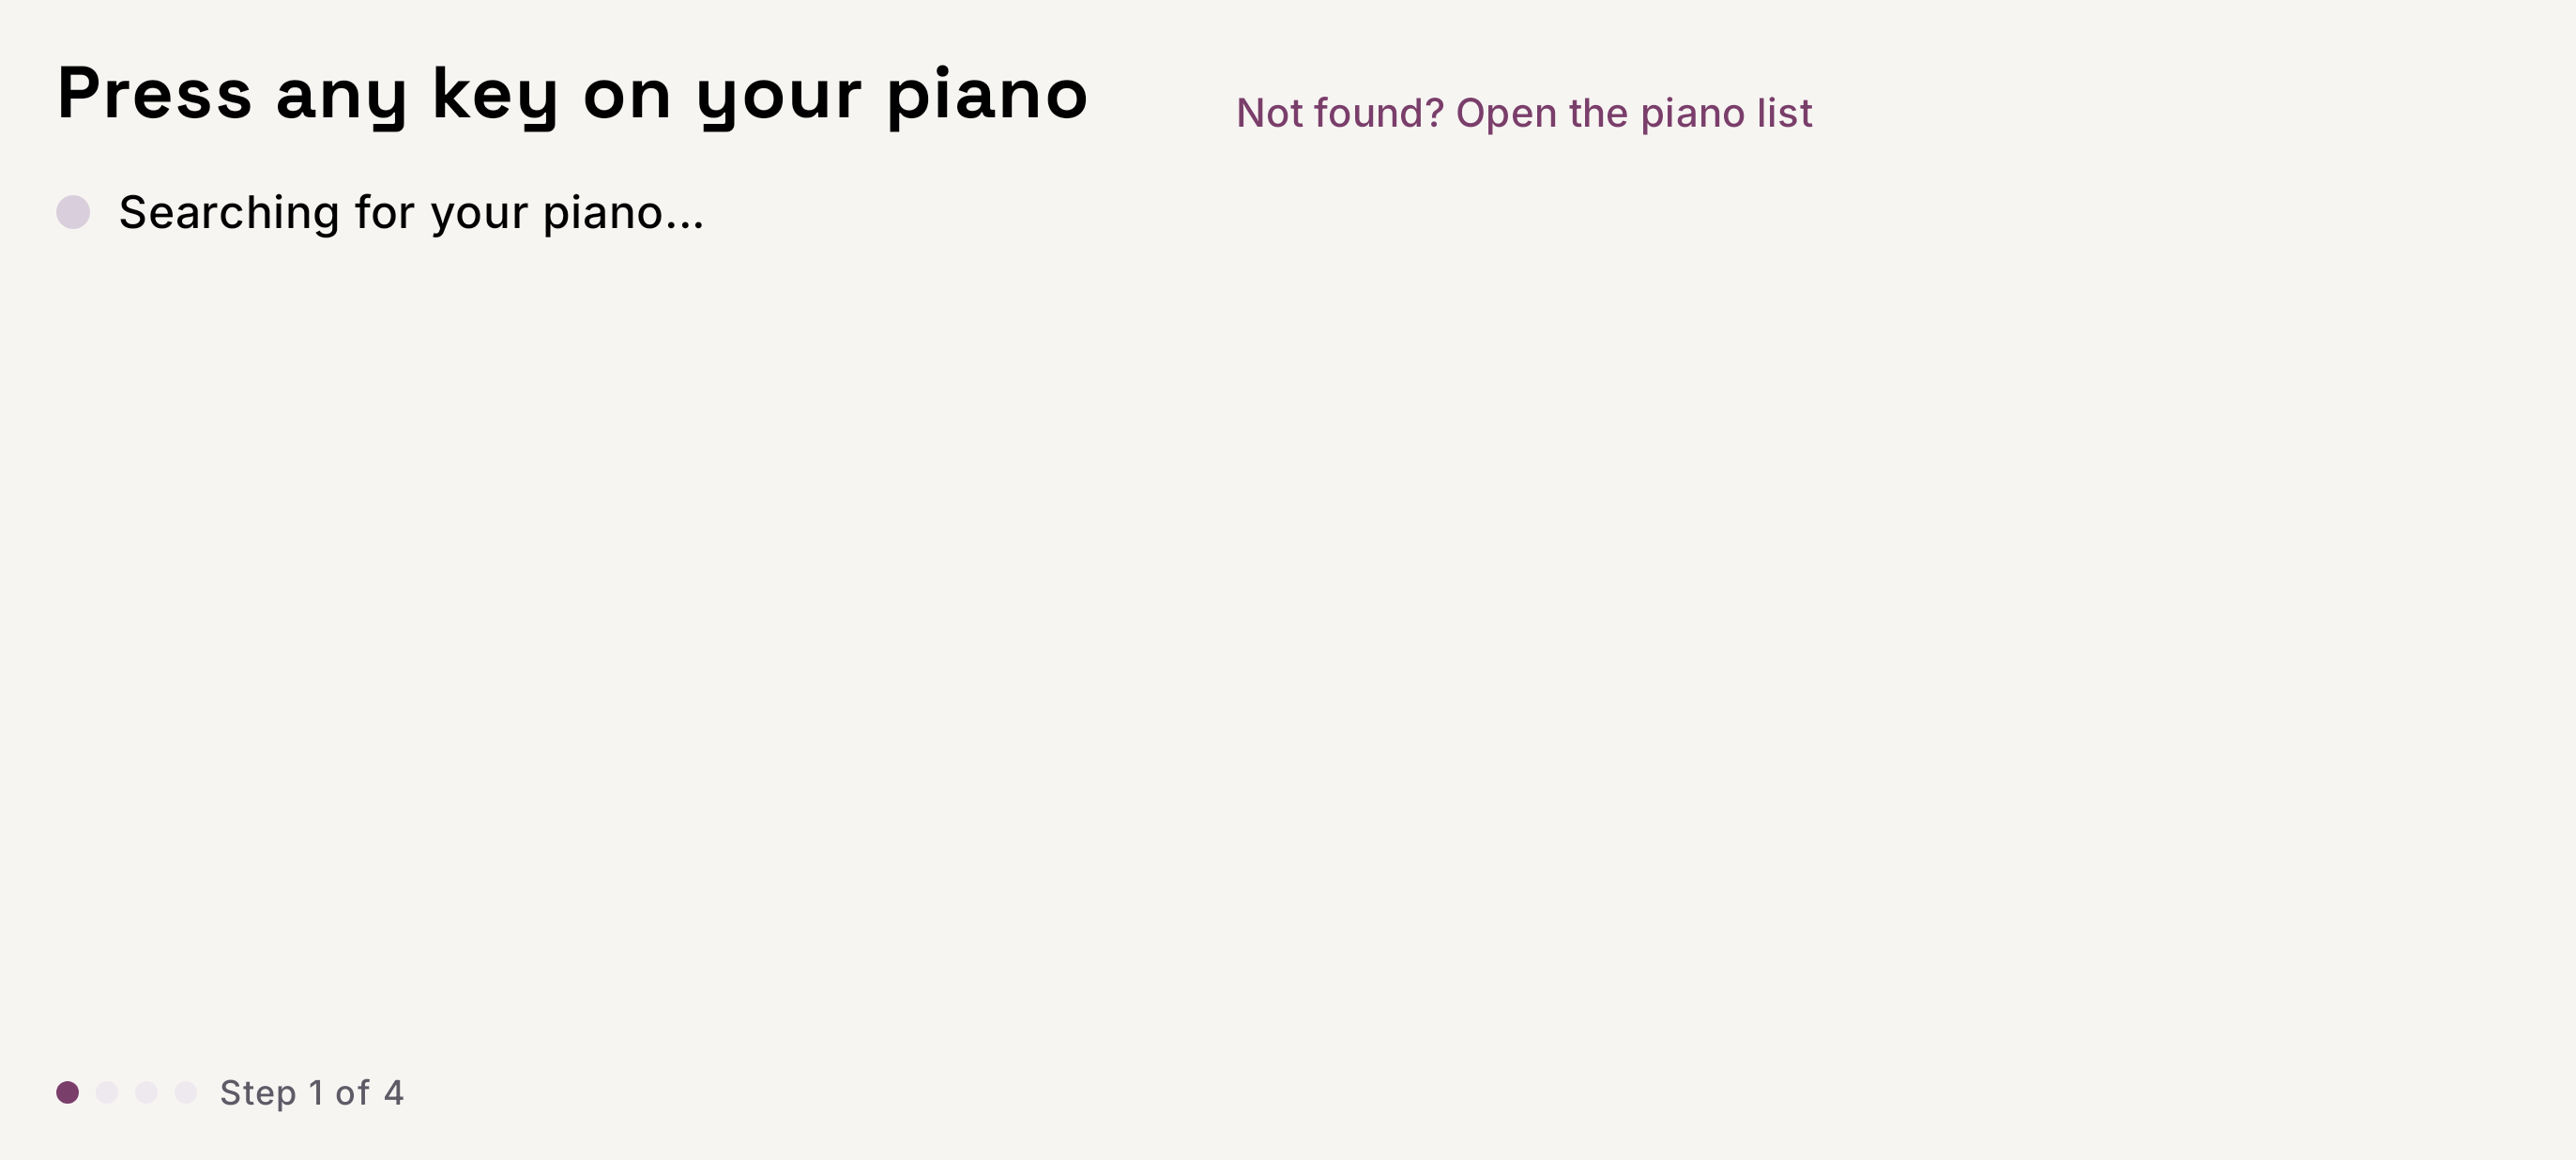 Press any key on your piano
Not found? Open the piano list
Searching for your piano...
Step 1 of 4